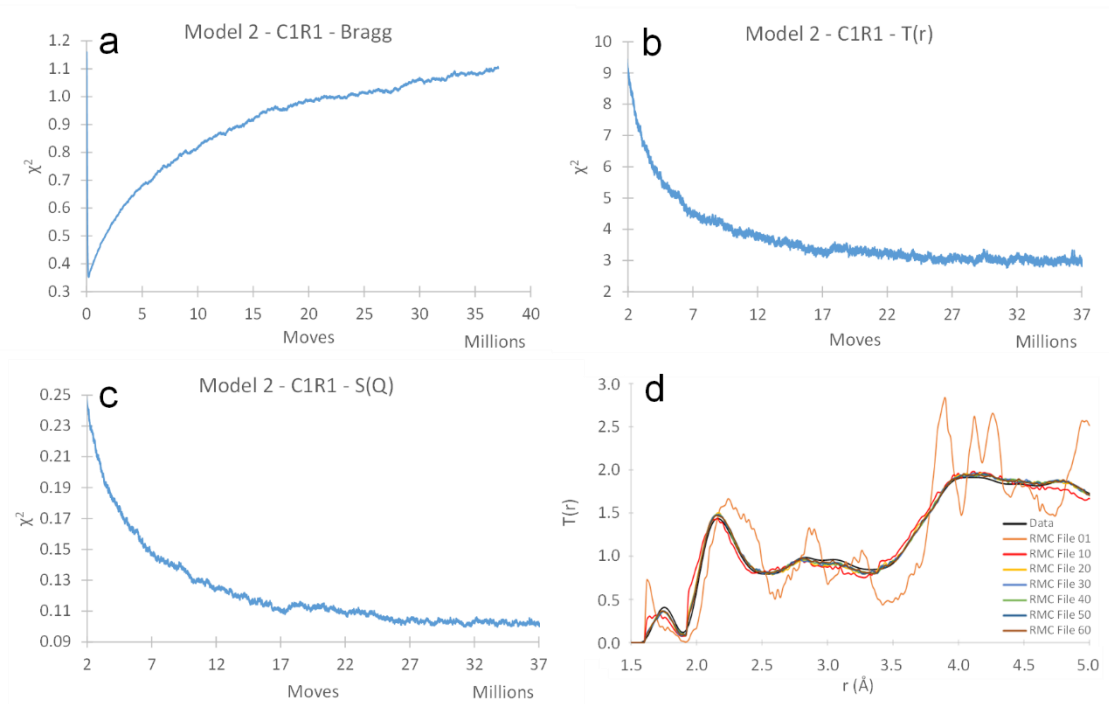 a
Model 2 - C1R1 - Bragg
1.2
1.1
1.0
0.9
0.8
0.7
0.6
0.5
0.4
0.3
χ²
0 5 10 15 20 25 30 35 40
Moves
Millions
b
Model 2 - C1R1 - T(r)
10
9
8
7
6
5
4
3
2
χ²
2 7 12 17 22 27 32 37
Moves
Millions
c
Model 2 - C1R1 - S(Q)
0.25
0.23
0.21
0.19
0.17
0.15
0.13
0.11
0.09
χ²
2 7 12 17 22 27 32 37
Moves
Millions
d
3.0
2.5
2.0
1.5
1.0
0.5
0.0
T(r)
Data
RMC File 01
RMC File 10
RMC File 20
RMC File 30
RMC File 40
RMC File 50
RMC File 60
1.5 2.0 2.5 3.0 3.5 4.0 4.5 5.0
r (Å)